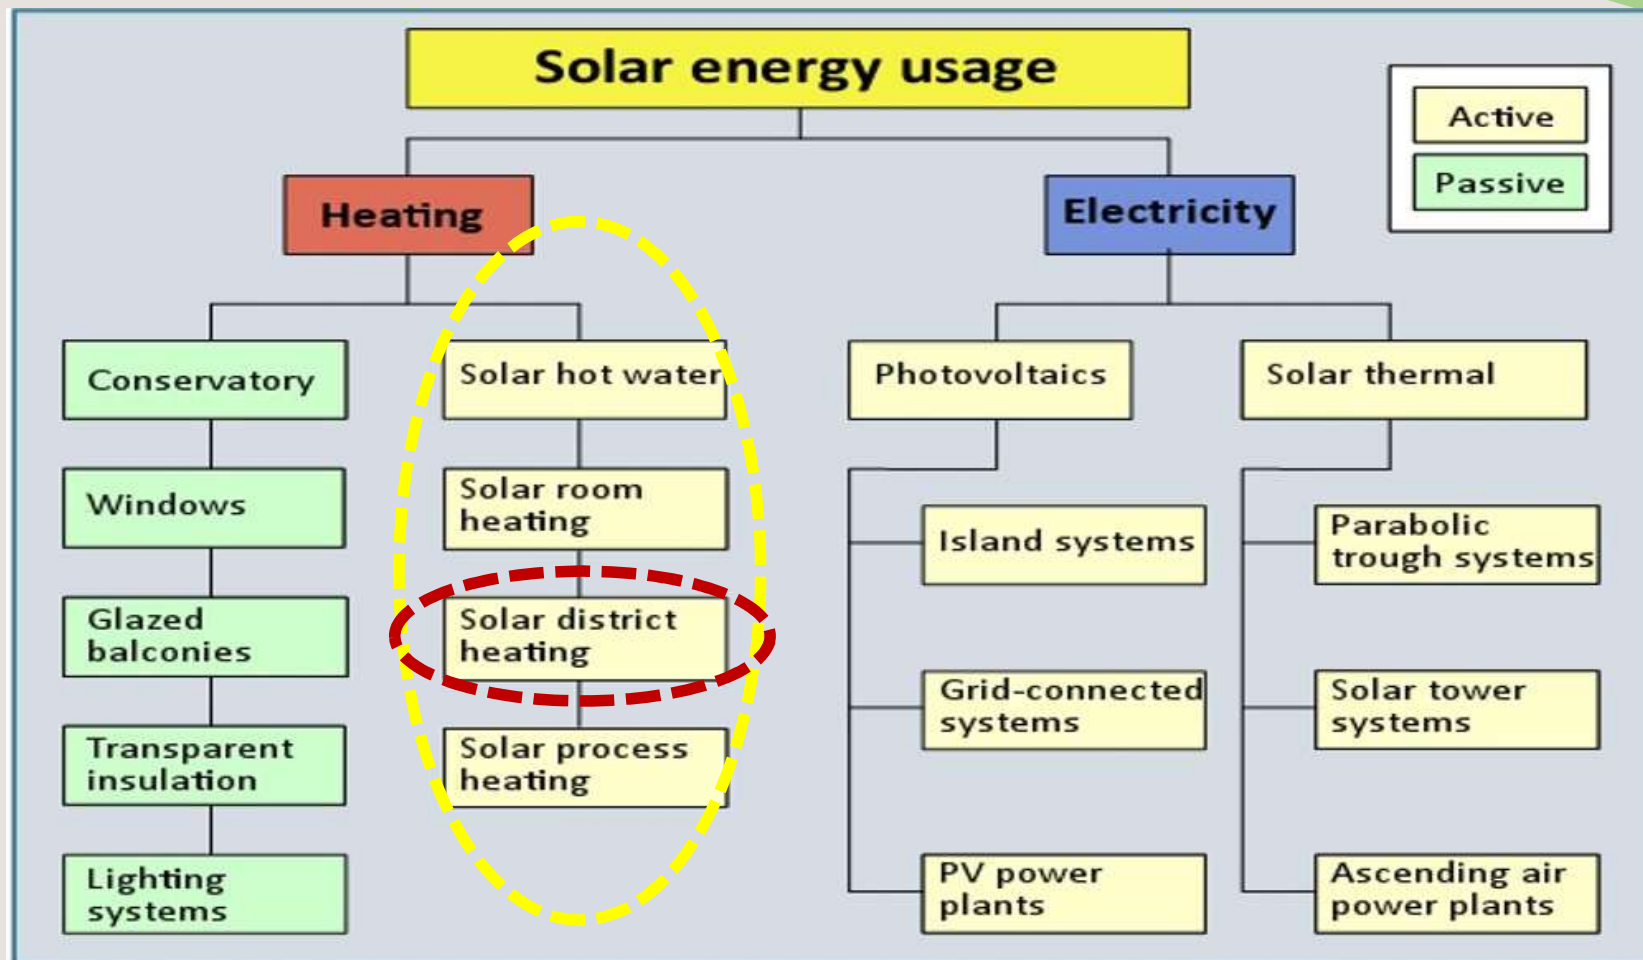 Solar energy usage
Active
Passive
Heating
Electricity
Conservatory
Windows
Glazed
balconies
Transparent
insulation
Lighting
systems
Solar hot water
Solar room
heating
Solar district
heating
Solar process
heating
Photovoltaics
Island systems
Grid-connected
systems
PV power
plants
Solar thermal
Parabolic
trough systems
Solar tower
systems
Ascending air
power plants